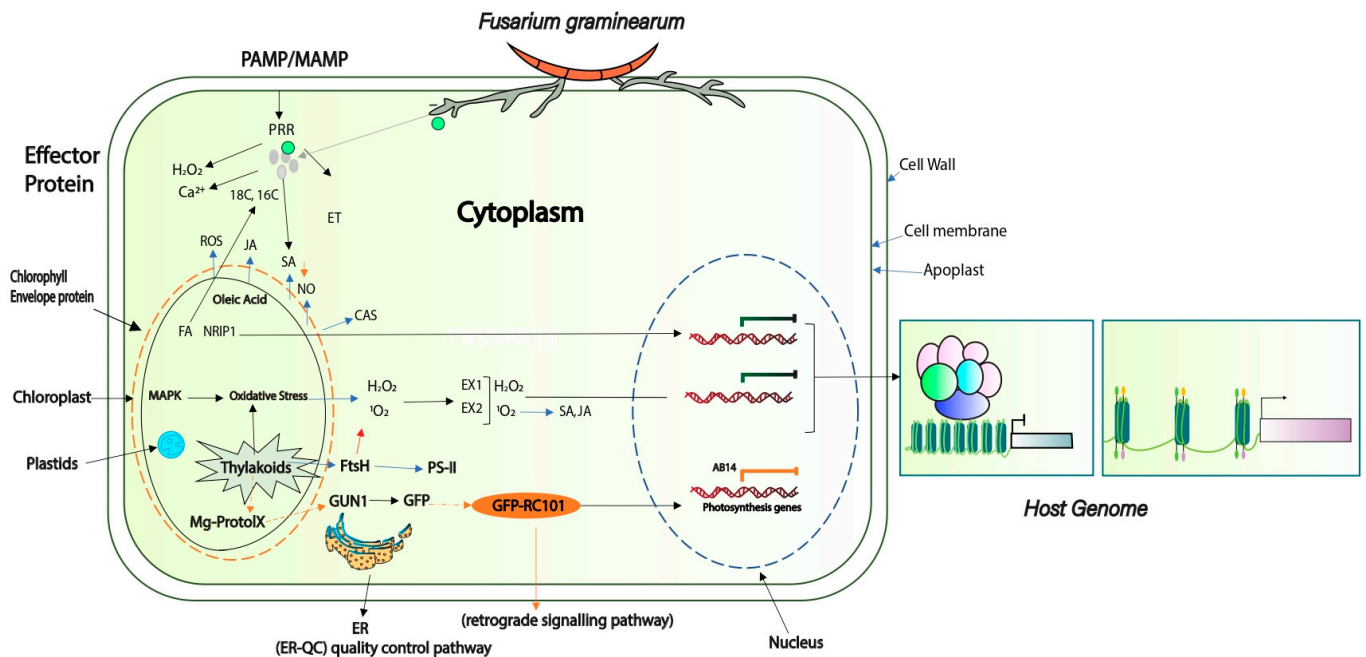 Fusarium graminearum
PAMP/MAMP
PRR
Effector
Protein
H₂O₂
Ca²⁺
18C, 16C
ET
Cytoplasm
Cell Wall
Cell membrane
Apoplast
ROS
JA
SA
NO
Chlorophyll
Envelope protein
Oleic Acid
CAS
FA
NRIP1
Chloroplast
MAPK
Oxidative Stress
H₂O₂
¹O₂
EX1
EX2
H₂O₂
¹O₂
SA, JA
Plastids
Thylakoids
FtsH
PS-II
AB14
GUN1
GFP
GFP-RC101
Photosynthesis genes
Mg-ProtolX
Host Genome
ER
(ER-QC) quality control pathway
(retrograde signalling pathway)
Nucleus